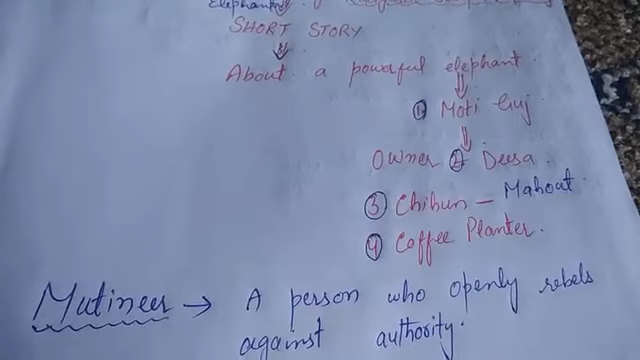 Elephant
SHORT STORY
About a powerful elephant.
① Moti Guj
Owner ② Deesa.
③ Chihun - Mahout.
④ Coffee Planter.
Mutineer → A person who openly rebels
against authority.